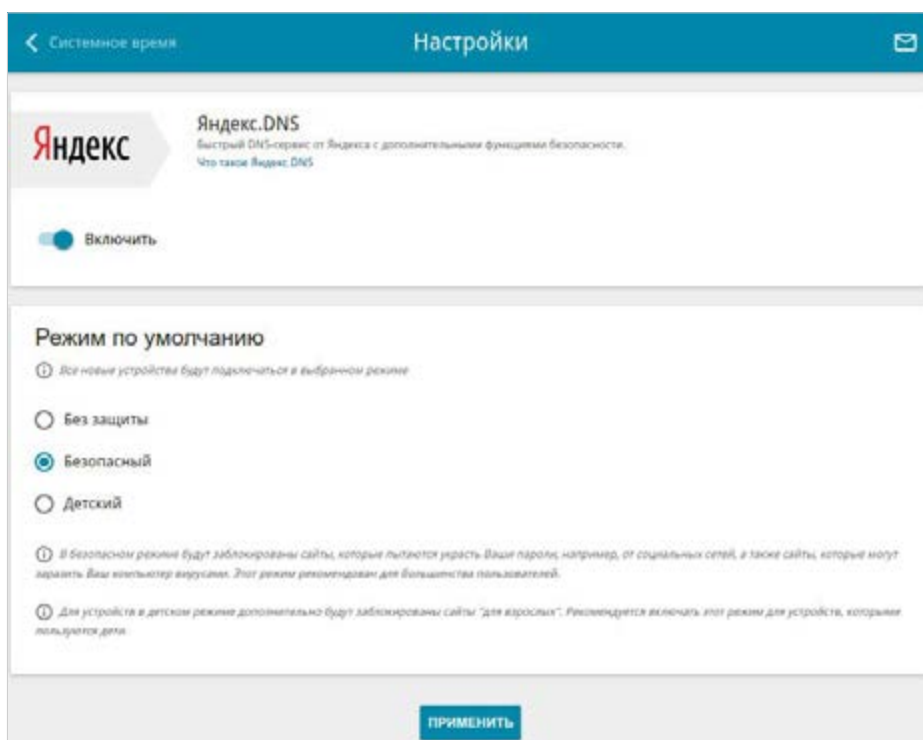 Системное время
Настройки
Яндекс
Яндекс.DNS
Быстрый DNS-сервис от Яндекса с дополнительными функциями безопасности.
Что такое Яндекс.DNS
Включить
Режим по умолчанию
Все новые устройства будут подключаться в выбранном режиме
Без защиты
Безопасный
Детский
В безопасном режиме будут заблокированы сайты, которые пытаются украсть Ваши пароли, например, от социальных сетей, а также сайты, которые могут
заразить Ваш компьютер вирусами. Этот режим рекомендован для большинства пользователей.
Для устройств в детском режиме дополнительно будут заблокированы сайты "для взрослых". Рекомендуется включать этот режим для устройств, которыми
пользуются дети.
ПРИМЕНИТЬ